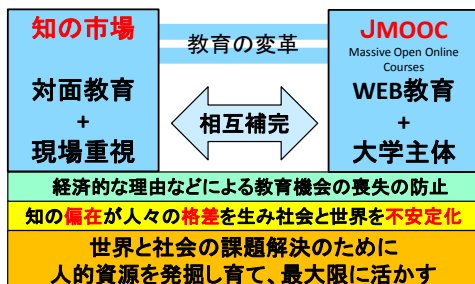 知の市場
対面教育
+
現場重視
教育の変革
相互補完
JMOOC
Massive Open Online
Courses
WEB教育
+
大学主体
経済的な理由などによる教育機会の喪失の防止
知の偏在が人々の格差を生み社会と世界を不安定化
世界と社会の課題解決のために
人的資源を発掘し育て、最大限に活かす